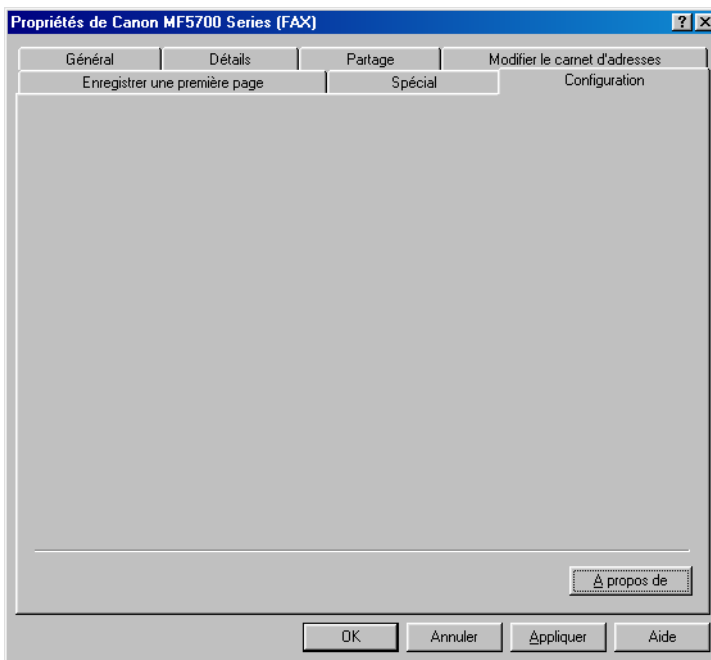 Propriétés de Canon MF5700 Series (FAX)
Général Détails Partage Modifier le carnet d'adresses
Enregistrer une première page Spécial Configuration
A propos de
OK Annuler Appliquer Aide